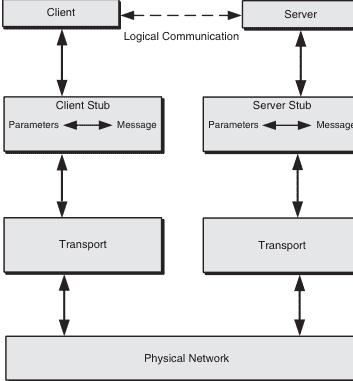 Client
Server
Logical Communication
Client Stub
Parameters Message
Server Stub
Parameters Message
Transport
Transport
Physical Network